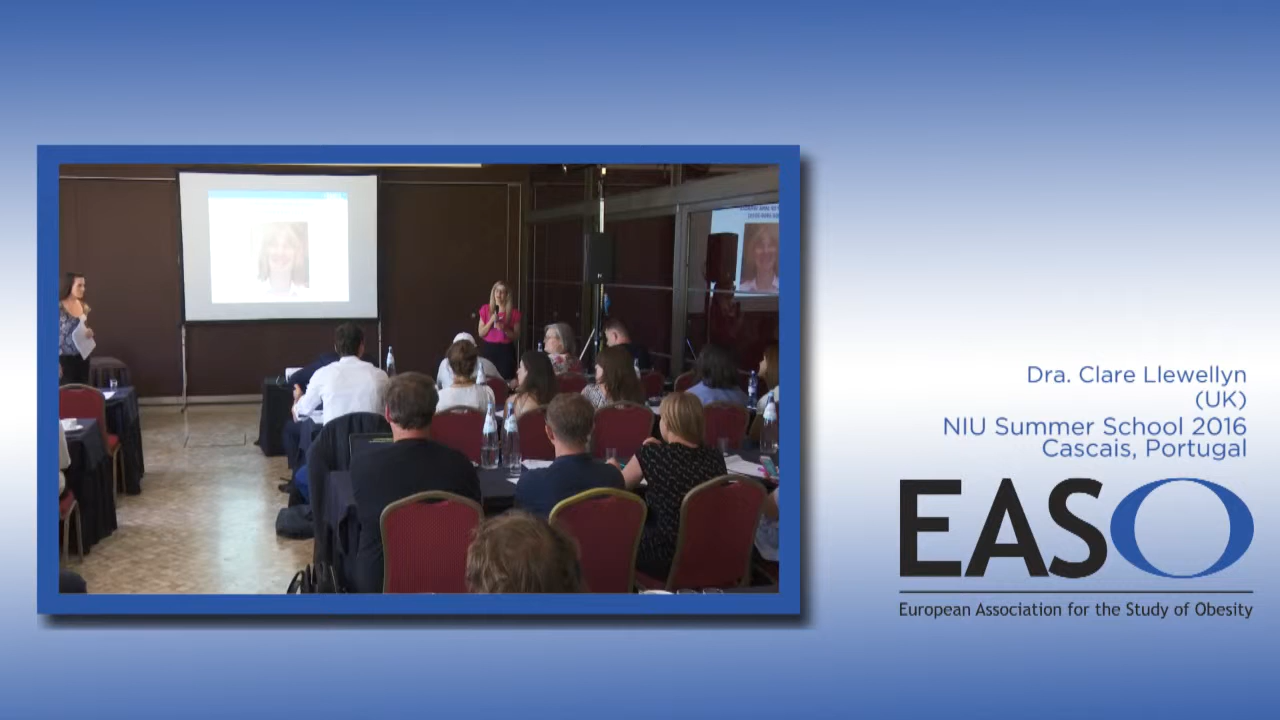 Dra. Clare Llewellyn
(UK)
NIU Summer School 2016
Cascais, Portugal
EASO
European Association for the Study of Obesity